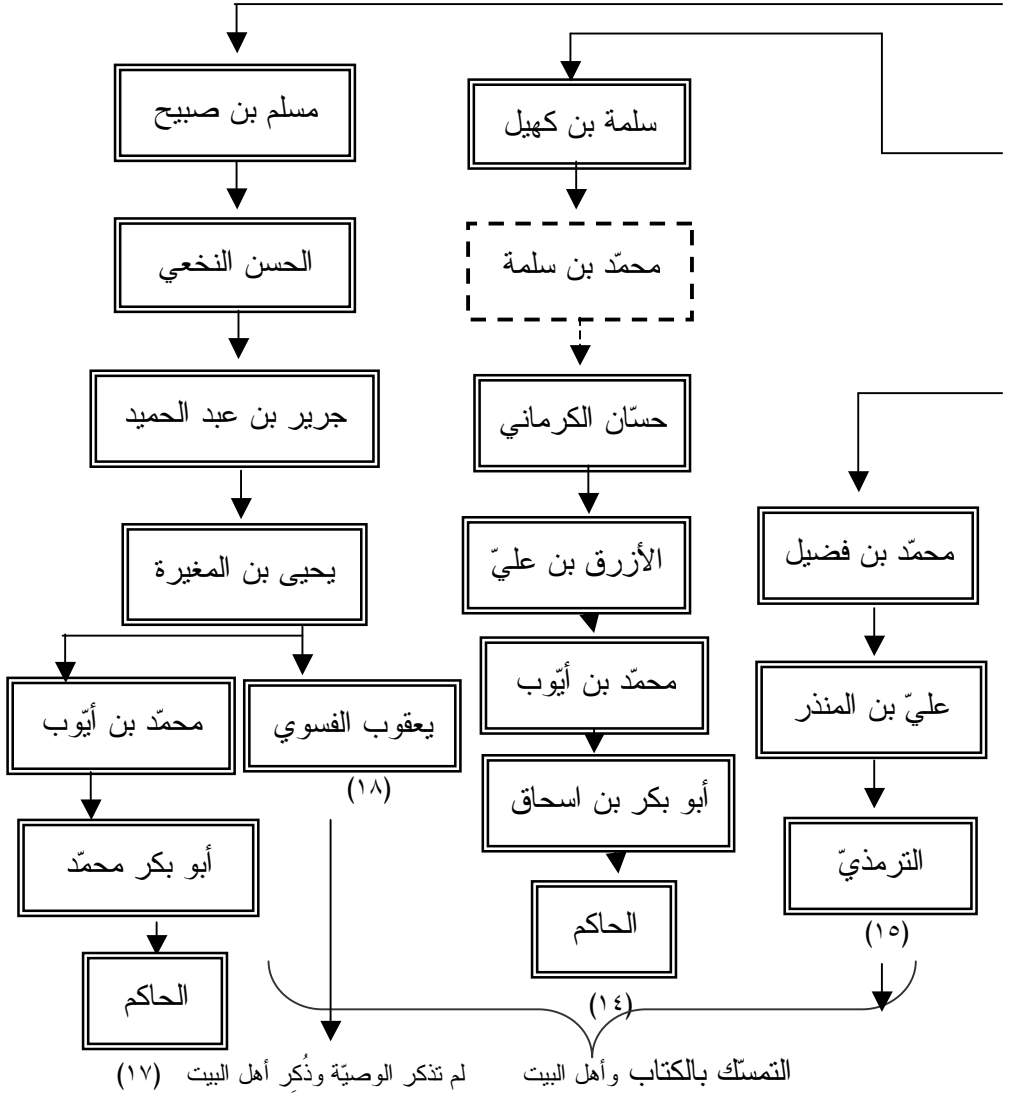 مسلم بن صبيح
سلمة بن كهيل
الحسن النخعي
محمّد بن سلمة
جرير بن عبد الحميد
حسّان الكرماني
محمّد بن فضيل
يحيى بن المغيرة
الأزرق بن عليّ
عليّ بن المنذر
محمّد بن أيّوب
يعقوب الفسوي
(١٨)
محمّد بن أيّوب
أبو بكر بن اسحاق
الترمذيّ
(١٥)
أبو بكر محمّد
الحاكم
(١٤)
الحاكم
التمسّك بالكتاب وأهل البيت
لم تذكر الوصيّة وذُكِر أهل البيت (١٧)